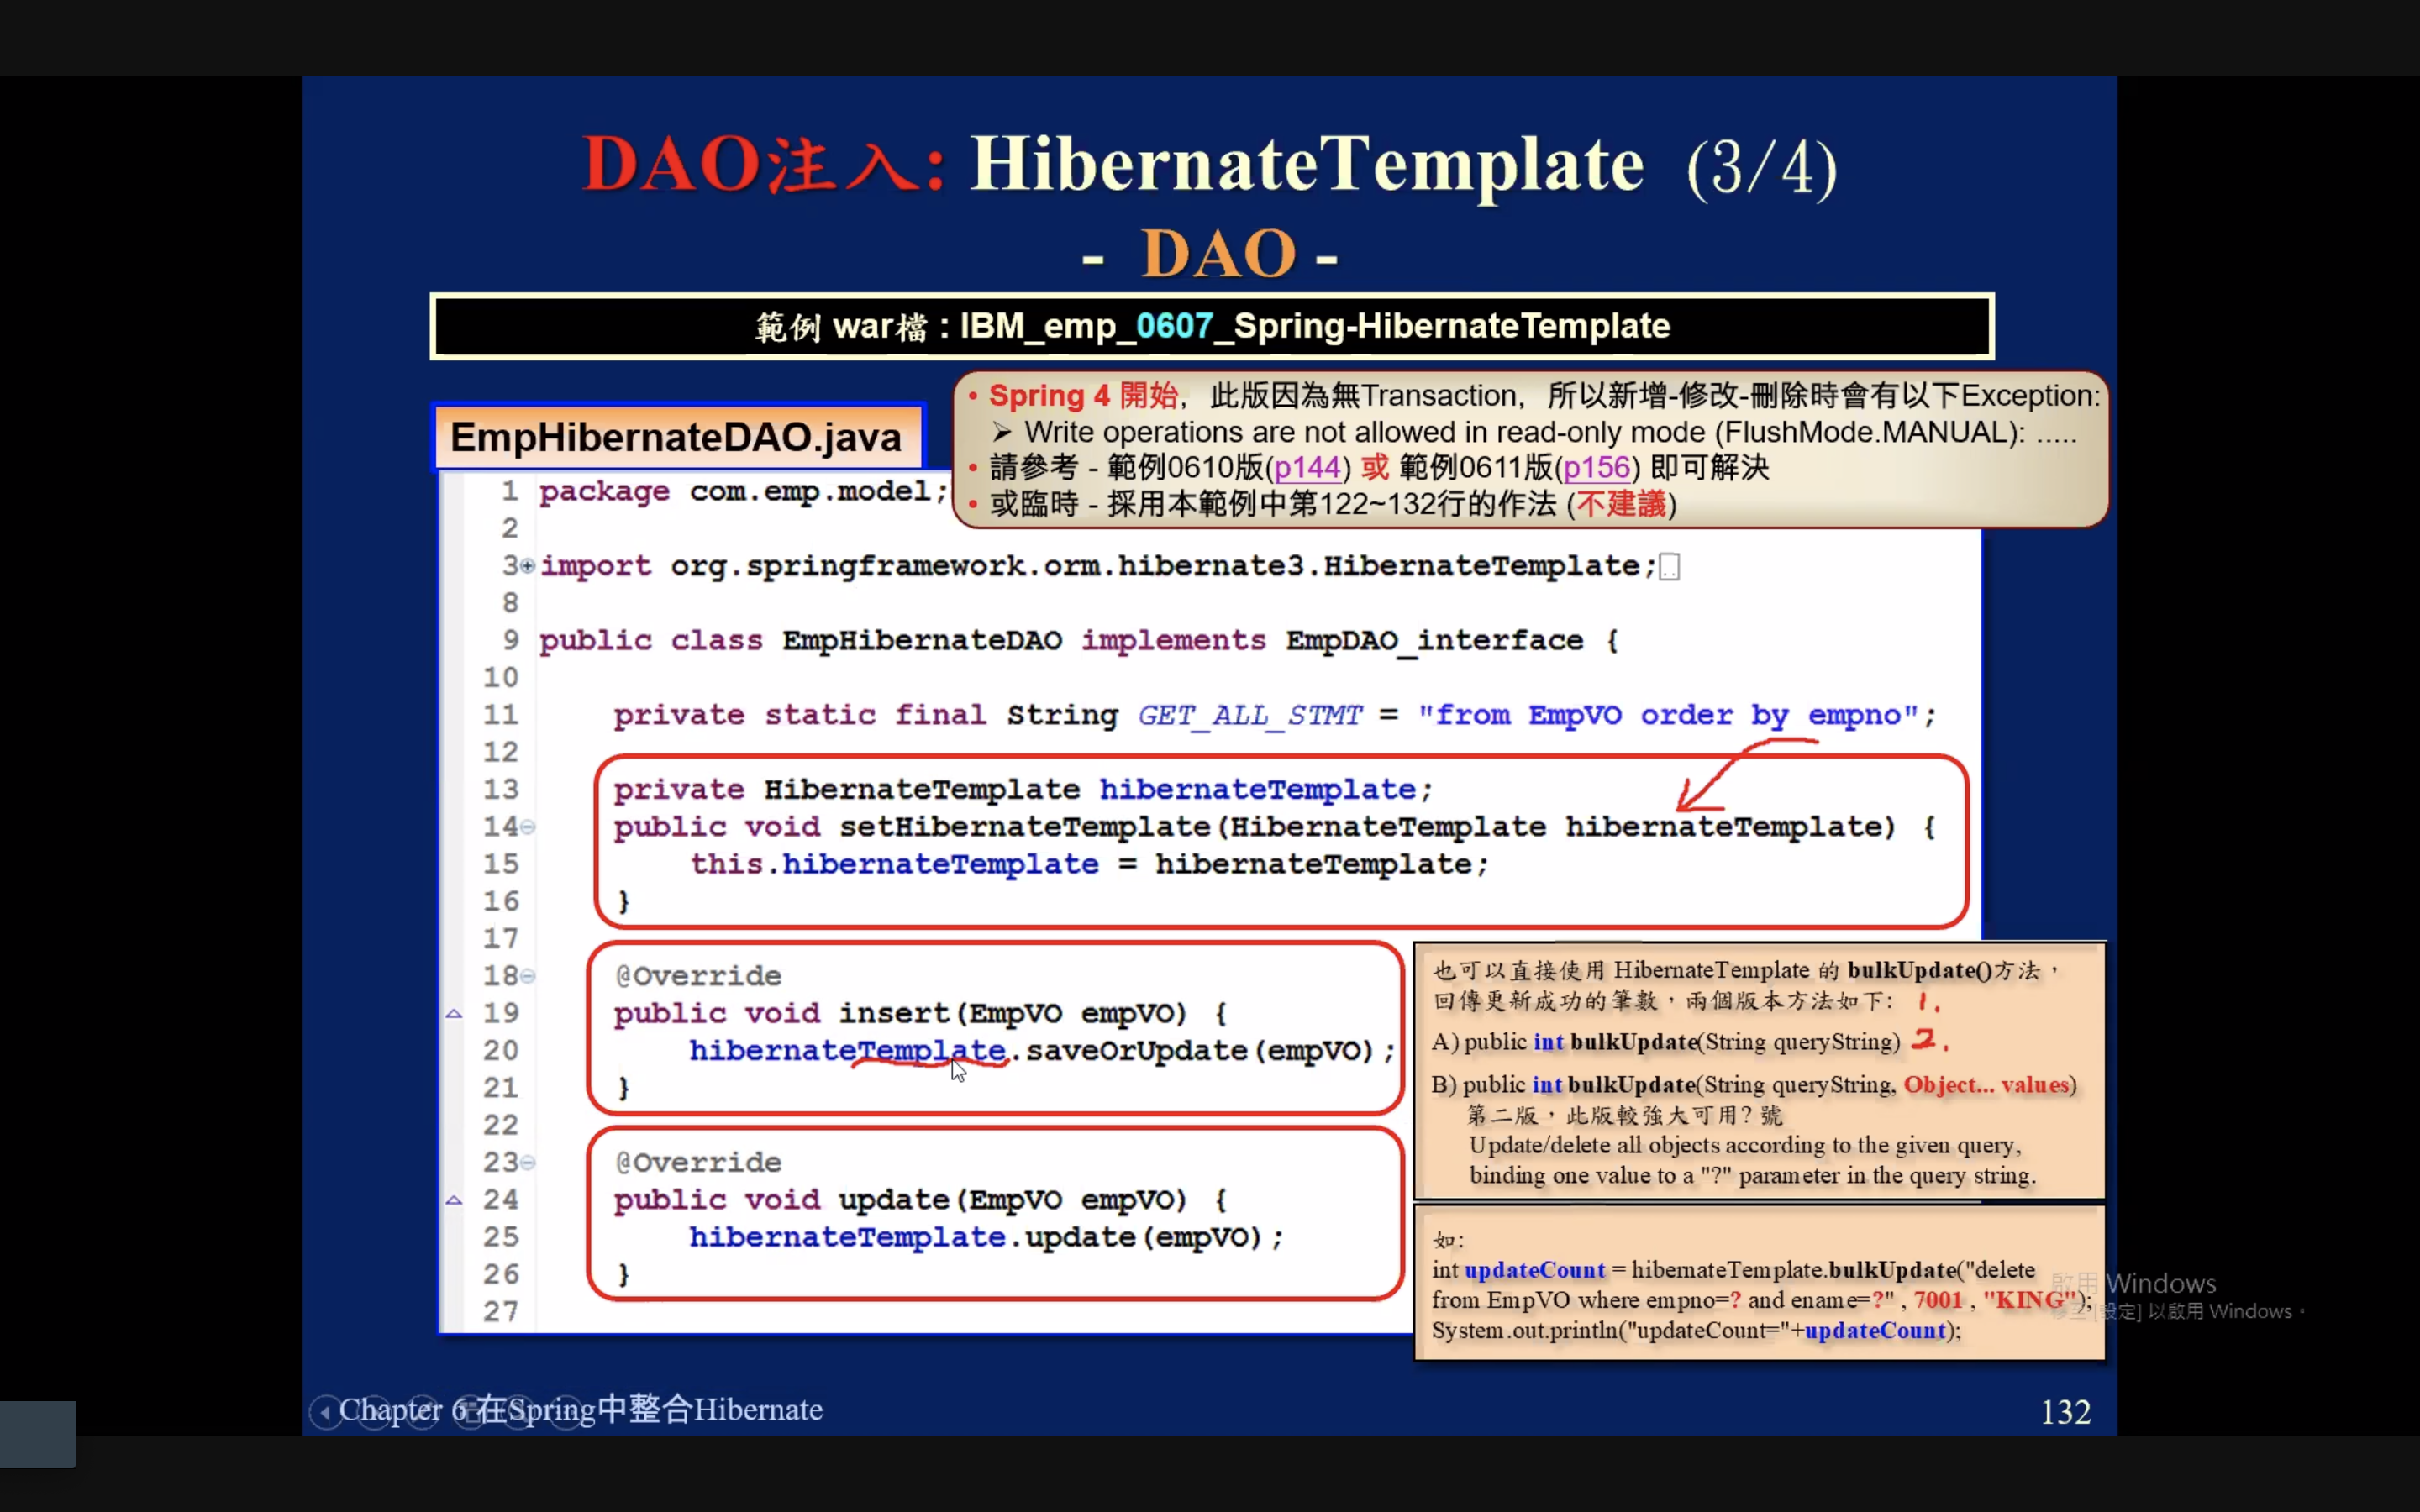 DAO注入: HibernateTemplate (3/4)
- DAO -
範例 war檔 : IBM_emp_0607_Spring-HibernateTemplate
• Spring 4 開始, 此版因為無Transaction, 所以新增-修改-刪除時會有以下Exception:
➢ Write operations are not allowed in read-only mode (FlushMode.MANUAL): .....
• 請參考 - 範例0610版(p144) 或 範例0611版(p156) 即可解決
• 或臨時 - 採用本範例中第122~132行的作法 (不建議)
EmpHibernateDAO.java
1 package com.emp.model;
2
3 import org.springframework.orm.hibernate3.HibernateTemplate;
8
9 public class EmpHibernateDAO implements EmpDAO_interface {
10
11 private static final String GET_ALL_STMT = "from EmpVO order by empno";
12
13 private HibernateTemplate hibernateTemplate;
14 public void setHibernateTemplate(HibernateTemplate hibernateTemplate) {
15 this.hibernateTemplate = hibernateTemplate;
16 }
17
18 @Override
19 public void insert(EmpVO empVO) {
20 hibernateTemplate.saveOrUpdate(empVO);
21 }
22
23 @Override
24 public void update(EmpVO empVO) {
25 hibernateTemplate.update(empVO);
26 }
27
也可以直接使用 HibernateTemplate 的 bulkUpdate()方法，
回傳更新成功的筆數，兩個版本方法如下: 1.
A) public int bulkUpdate(String queryString) 2.
B) public int bulkUpdate(String queryString, Object... values)
第二版，此版較強大可用? 號
Update/delete all objects according to the given query,
binding one value to a "?" parameter in the query string.
如:
int updateCount = hibernateTemplate.bulkUpdate("delete
from EmpVO where empno=? and ename=?" , 7001 , "KING");
System.out.println("updateCount="+updateCount);
啟用 Windows
[設定] 以啟用 Windows。
Chapter 6 在Spring中整合Hibernate
132